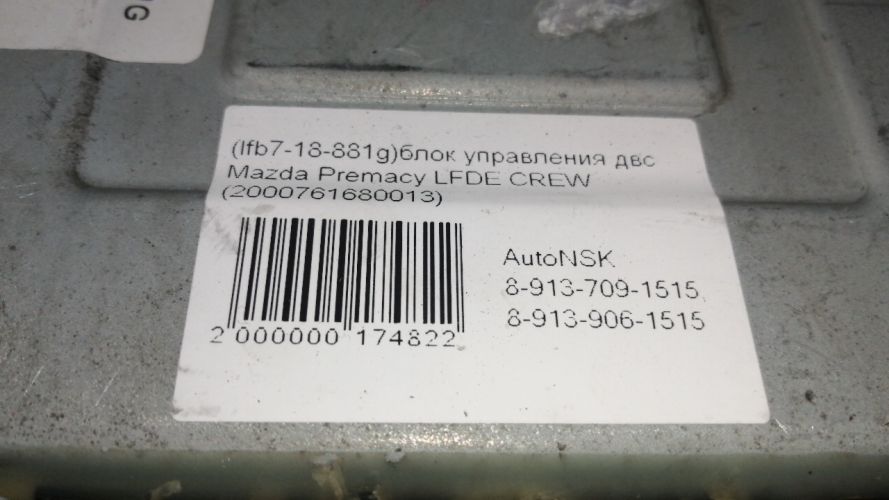 G
(lfb7-18-881g)блок управления двс
Mazda Premacy LFDE CREW
(2000761680013)
AutoNSK
8-913-709-1515
8-913-906-1515
2 000000 174822